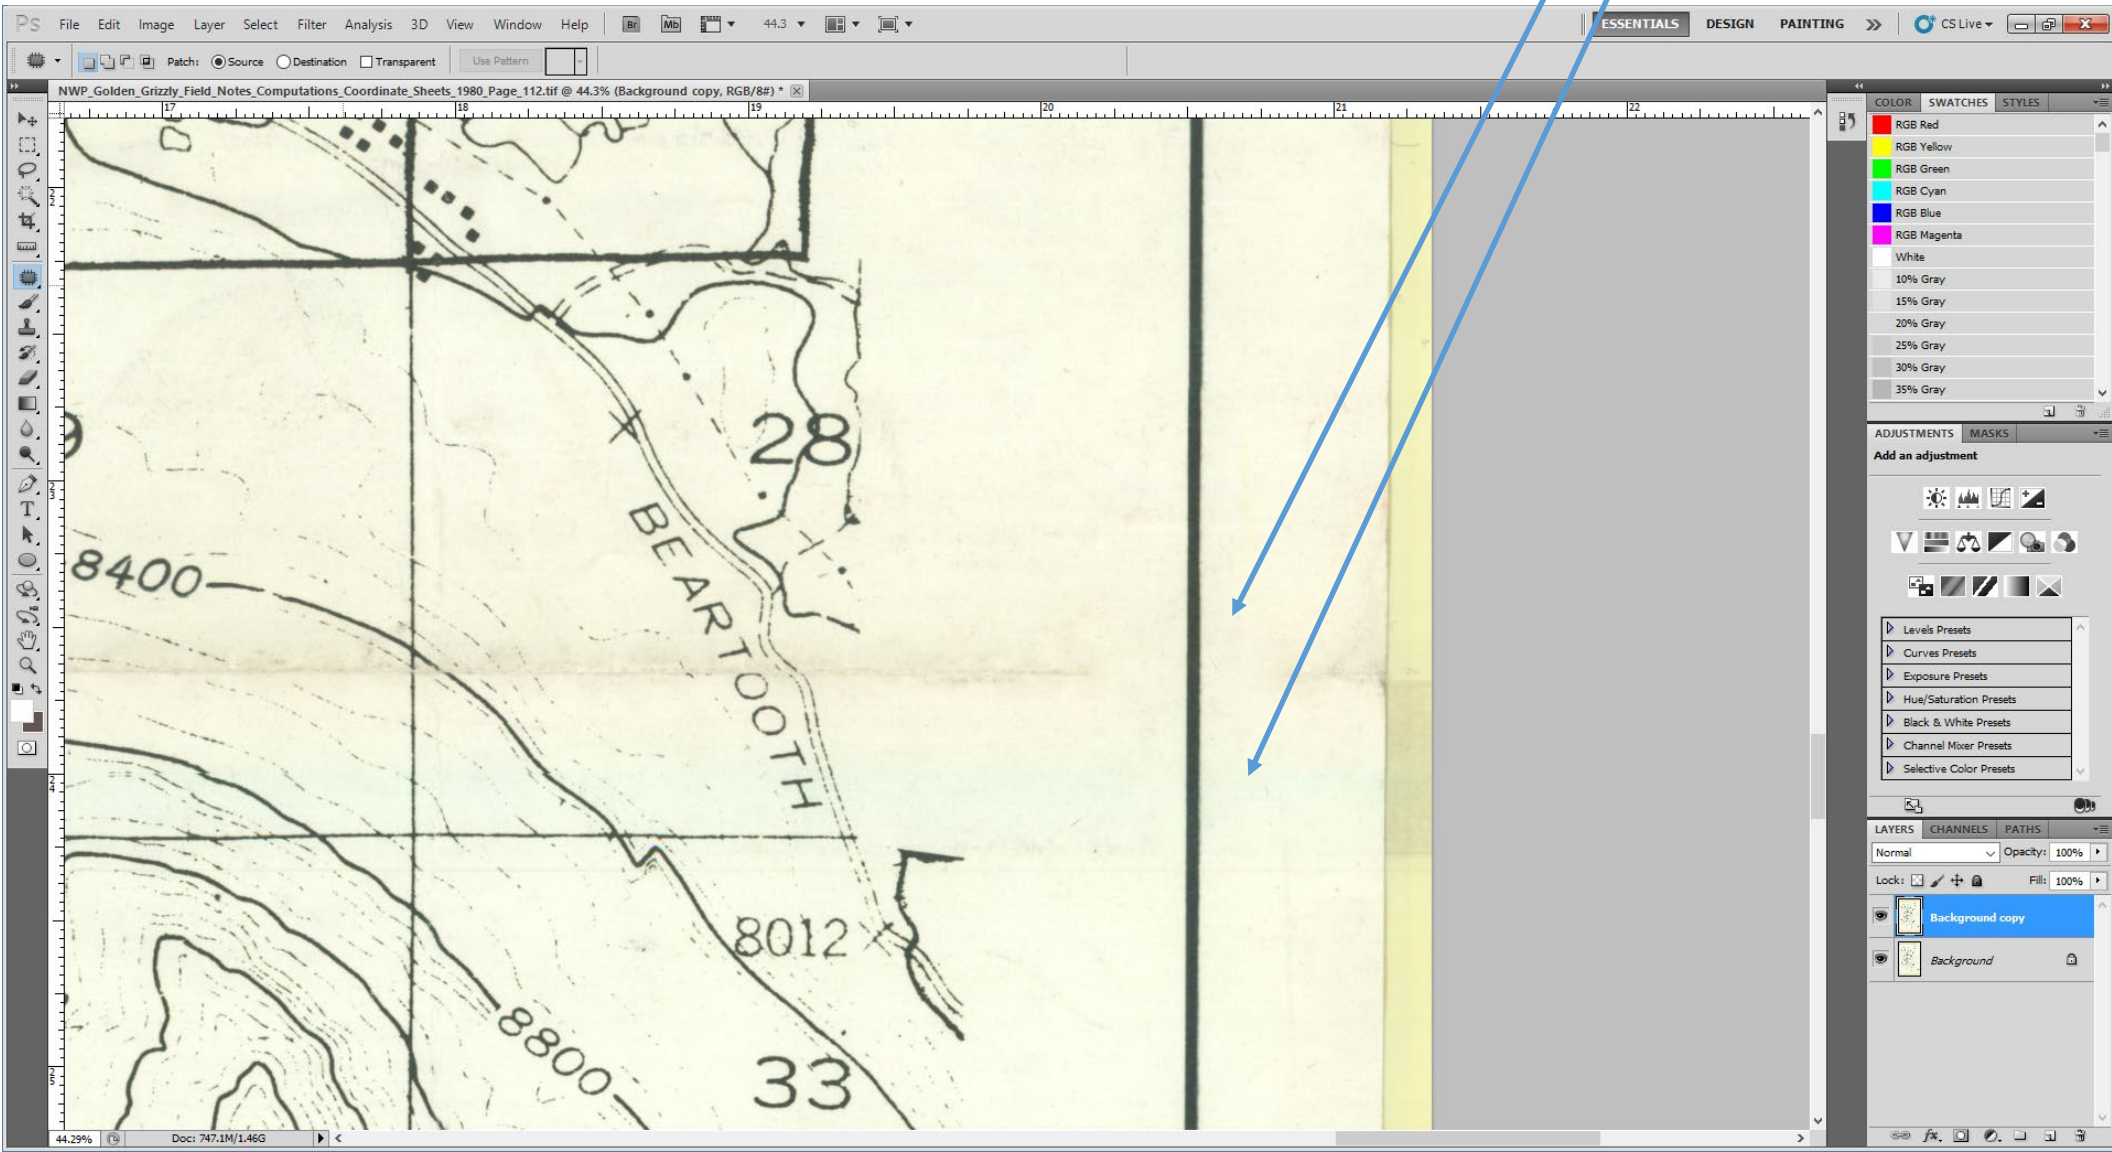 Ps File Edit Image Layer Select Filter Analysis 3D View Window Help Br Mb 44.3 ESSENTIALS DESIGN PAINTING CS Live
Patch: Source Destination Transparent Use Pattern
NWP_Golden_Grizzly_Field_Notes_Computations_Coordinate_Sheets_1980_Page_112.tif @ 44.3% (Background copy, RGB/8#) *
17 18 19 20 21 22
28
BEARTOOTH
8400
8012
8800
33
44.29% Doc: 747.1M/1.46G
COLOR SWATCHES STYLES
RGB Red
RGB Yellow
RGB Green
RGB Cyan
RGB Blue
RGB Magenta
White
10% Gray
15% Gray
20% Gray
25% Gray
30% Gray
35% Gray
ADJUSTMENTS MASKS
Add an adjustment
Levels Presets
Curves Presets
Exposure Presets
Hue/Saturation Presets
Black & White Presets
Channel Mixer Presets
Selective Color Presets
LAYERS CHANNELS PATHS
Normal Opacity: 100%
Lock: Fill: 100%
Background copy
Background
fx